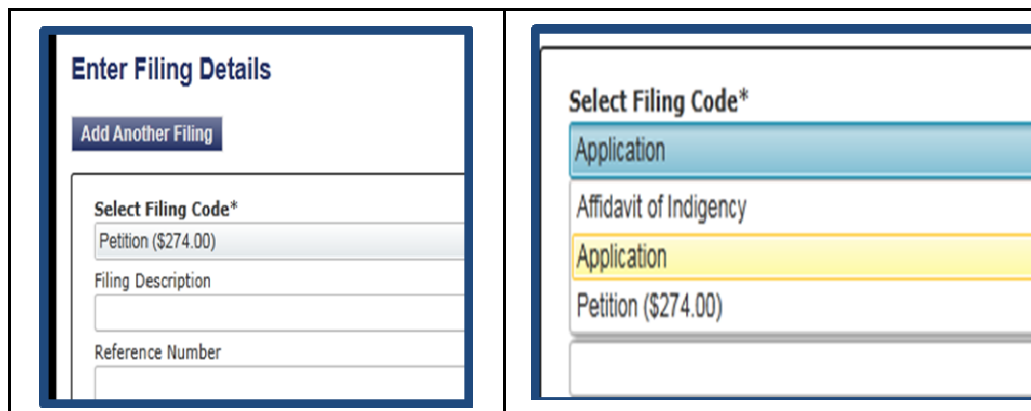 Enter Filing Details
Add Another Filing
Select Filing Code*
Petition ($274.00)
Filing Description
Reference Number
Select Filing Code*
Application
Affidavit of Indigency
Application
Petition ($274.00)